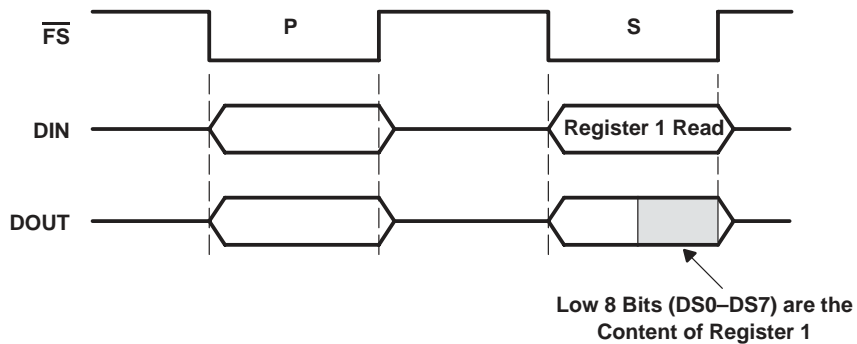 FS
P
S
DIN
Register 1 Read
DOUT
Low 8 Bits (DS0–DS7) are the
Content of Register 1